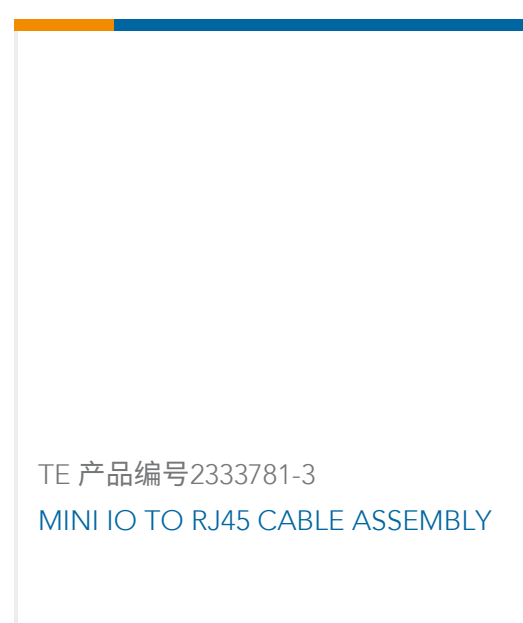 TE 产品编号2333781-3
MINI IO TO RJ45 CABLE ASSEMBLY